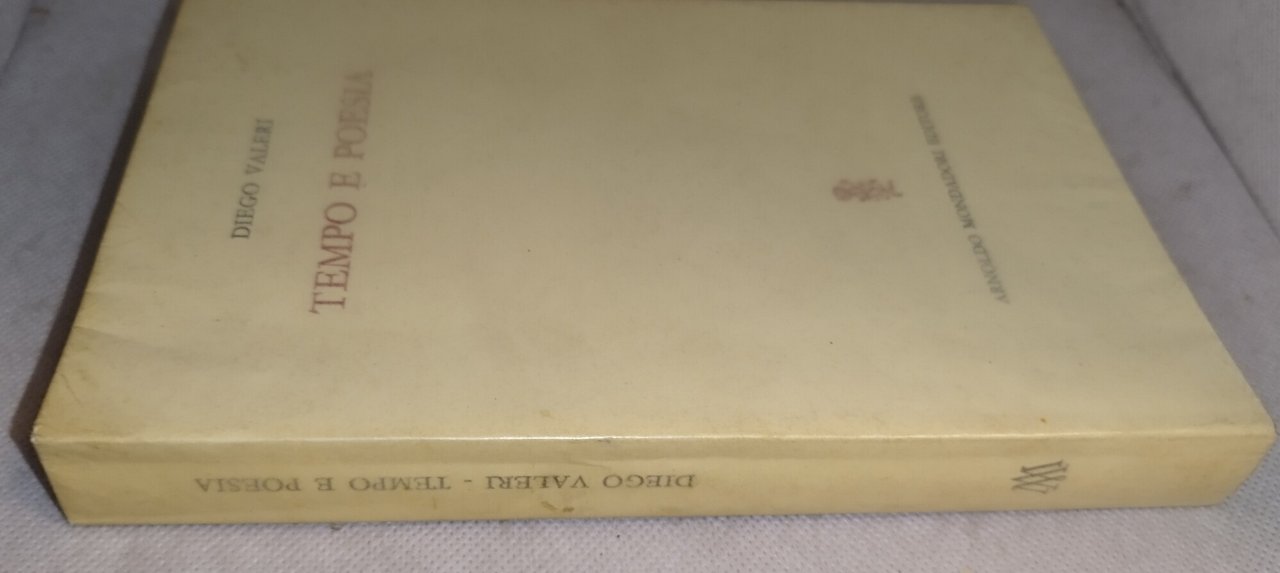 DIEGO VALERI
TEMPO E POESIA
ARNOLDO MONDADORI EDITORE
DIEGO VALERI - TEMPO E POESIA